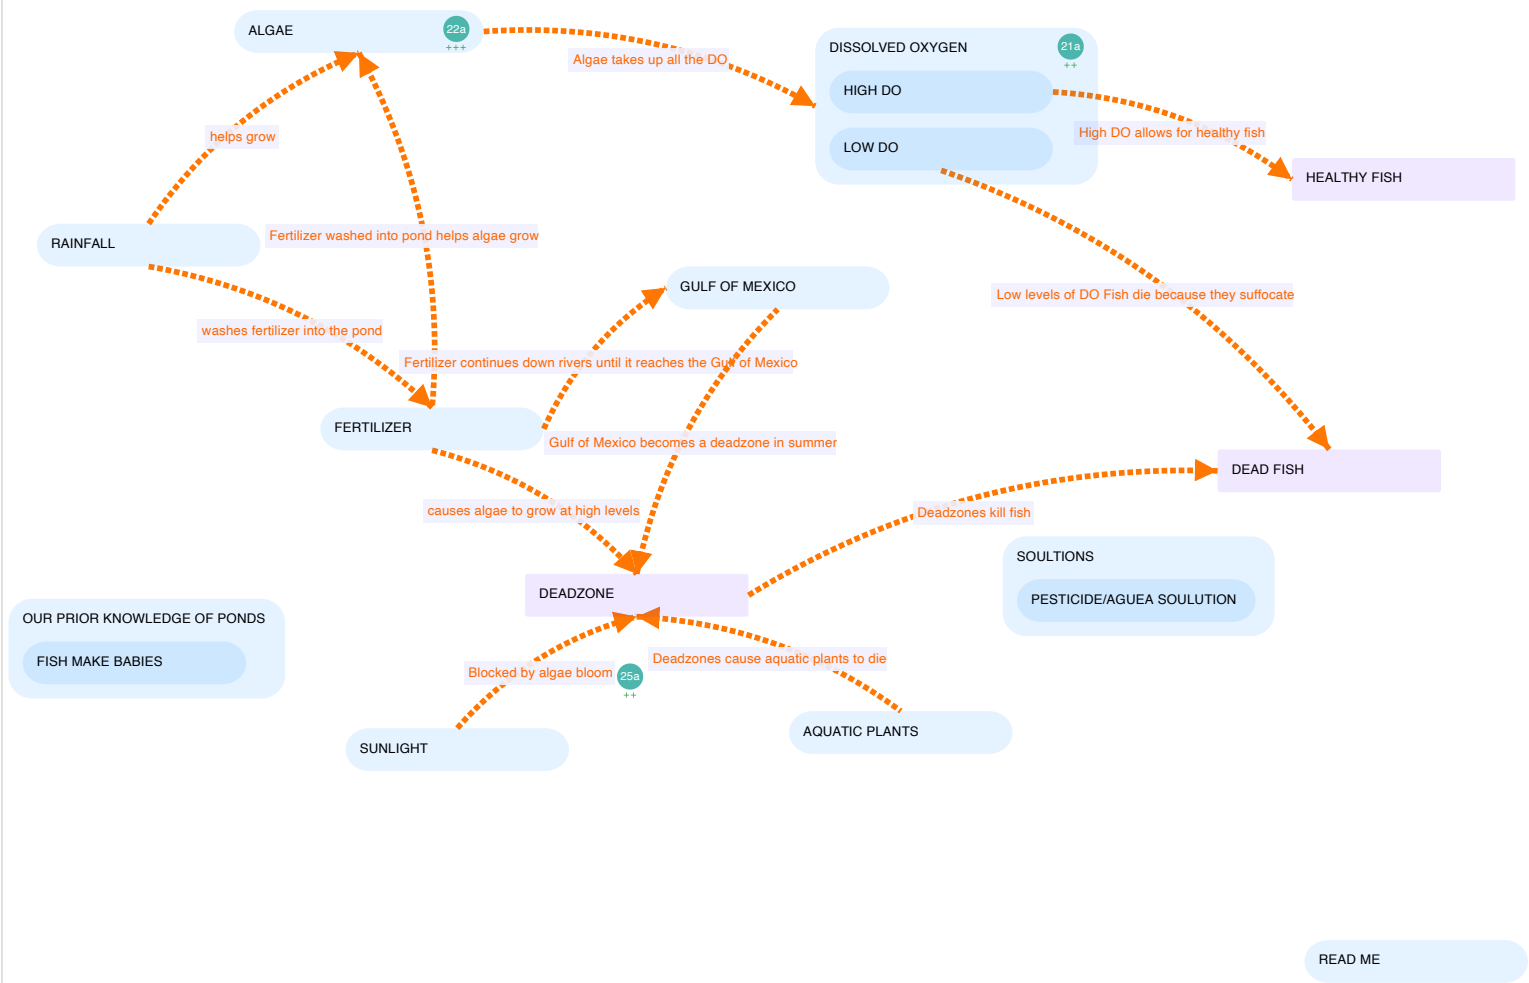 ALGAE
22a
+++
Algae takes up all the DO
DISSOLVED OXYGEN
21a
++
HIGH DO
LOW DO
High DO allows for healthy fish
HEALTHY FISH
helps grow
RAINFALL
Fertilizer washed into pond helps algae grow
GULF OF MEXICO
Low levels of DO Fish die because they suffocate
washes fertilizer into the pond
Fertilizer continues down rivers until it reaches the Gulf of Mexico
FERTILIZER
Gulf of Mexico becomes a deadzone in summer
DEAD FISH
causes algae to grow at high levels
Deadzones kill fish
SOULTIONS
PESTICIDE/AGUEA SOULUTION
DEADZONE
OUR PRIOR KNOWLEDGE OF PONDS
FISH MAKE BABIES
Blocked by algae bloom
25a
++
Deadzones cause aquatic plants to die
SUNLIGHT
AQUATIC PLANTS
READ ME